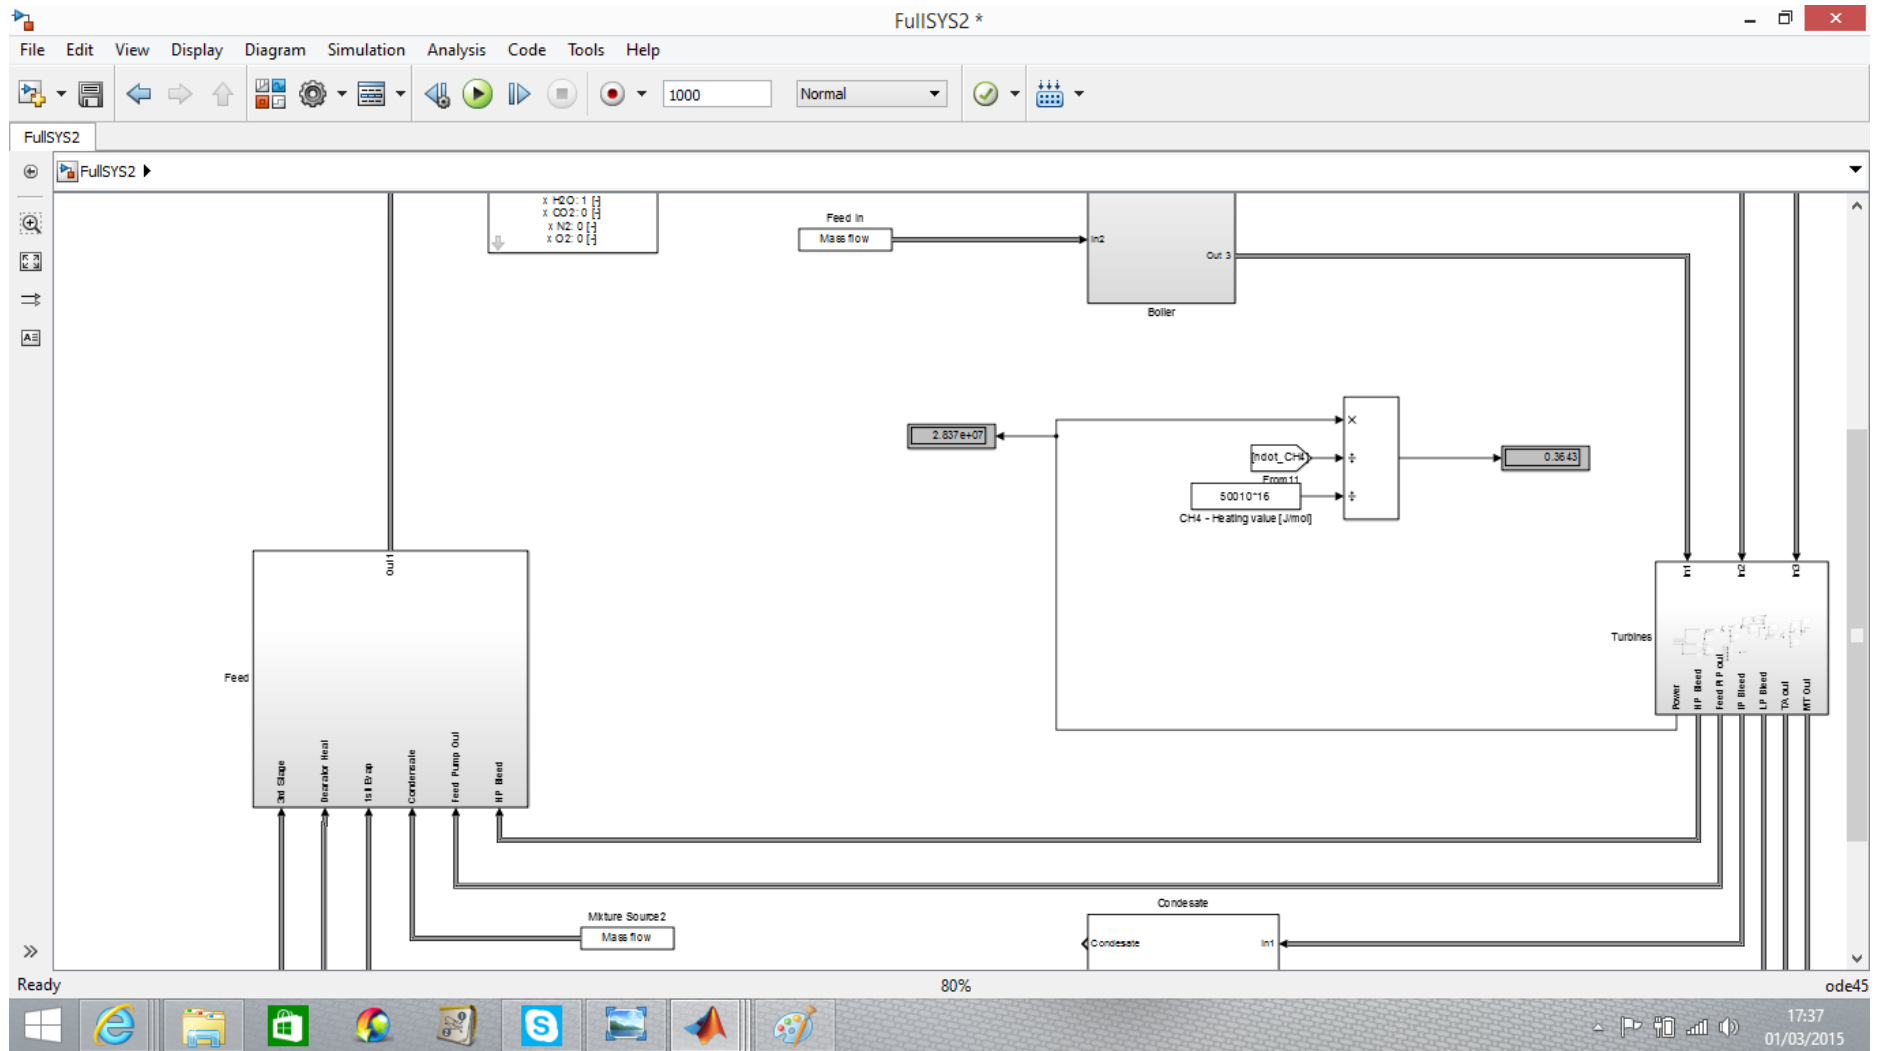 FullSYS2 *
File Edit View Display Diagram Simulation Analysis Code Tools Help
1000
Normal
FullSYS2
FullSYS2
x H2O: 1 [-]
x CO2: 0 [-]
x N2: 0 [-]
x O2: 0 [-]
Feed In
Mass flow
In2
Out 3
Boiler
2.837e+07
×
[ndot_CH4]
÷
From11
50010*16
÷
CH4 - Heating value [J/mol]
0.3643
out1
In1
In2
In3
Turbines
Power
HP Bleed
Feed PI P out
IP Bleed
LP Bleed
TA out
MT Out
Feed
3rd Stage
Dearator Heat
1st Evap
Condensate
Feed Pump Out
HP Bleed
Mixture Source2
Mass flow
Condesate
Condesate
In1
Ready
80%
ode45
17:37
01/03/2015